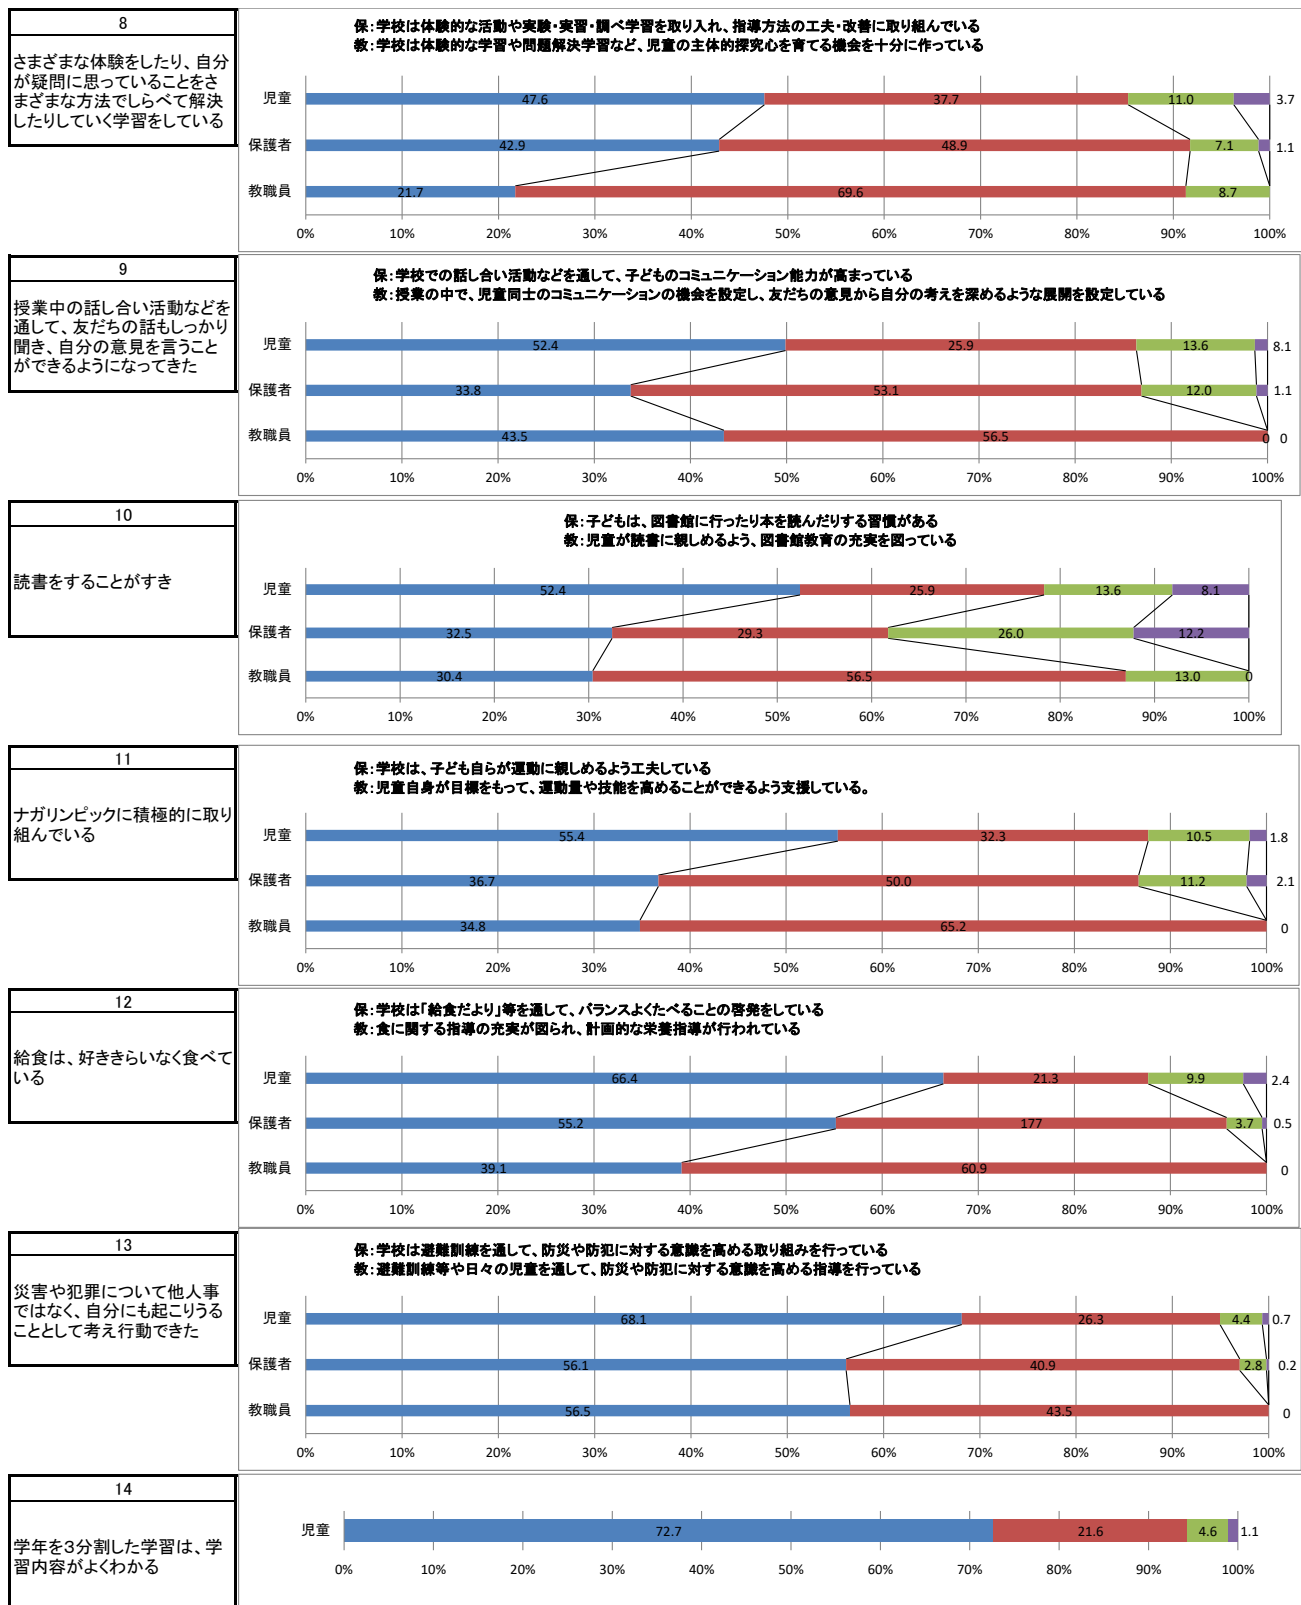 8
さまざまな体験をしたり、自分
が疑問に思っていることをさ
まざまな方法でしらべて解決
したりしていく学習をしている
保：学校は体験的な活動や実験・実習・調べ学習を取り入れ、指導方法の工夫・改善に取り組んでいる
教：学校は体験的な学習や問題解決学習など、児童の主体的探究心を育てる機会を十分に作っている
児童 47.6 37.7 11.0 3.7
保護者 42.9 48.9 7.1 1.1
教職員 21.7 69.6 8.7
0% 10% 20% 30% 40% 50% 60% 70% 80% 90% 100%
9
授業中の話し合い活動などを
通して、友だちの話もしっかり
聞き、自分の意見を言うこと
ができるようになってきた
保：学校での話し合い活動などを通して、子どものコミュニケーション能力が高まっている
教：授業の中で、児童同士のコミュニケーションの機会を設定し、友だちの意見から自分の考えを深めるような展開を設定している
児童 52.4 25.9 13.6 8.1
保護者 33.8 53.1 12.0 1.1
教職員 43.5 56.5 0 0
0% 10% 20% 30% 40% 50% 60% 70% 80% 90% 100%
10
読書をすることがすき
保：子どもは、図書館に行ったり本を読んだりする習慣がある
教：児童が読書に親しめるよう、図書館教育の充実を図っている
児童 52.4 25.9 13.6 8.1
保護者 32.5 29.3 26.0 12.2
教職員 30.4 56.5 13.0 0
0% 10% 20% 30% 40% 50% 60% 70% 80% 90% 100%
11
ナガリンピックに積極的に取り
組んでいる
保：学校は、子ども自らが運動に親しめるよう工夫している
教：児童自身が目標をもって、運動量や技能を高めることができるよう支援している。
児童 55.4 32.3 10.5 1.8
保護者 36.7 50.0 11.2 2.1
教職員 34.8 65.2 0
0% 10% 20% 30% 40% 50% 60% 70% 80% 90% 100%
12
給食は、好ききらいなく食べて
いる
保：学校は「給食だより」等を通して、バランスよくたべることの啓発をしている
教：食に関する指導の充実が図られ、計画的な栄養指導が行われている
児童 66.4 21.3 9.9 2.4
保護者 55.2 177 3.7 0.5
教職員 39.1 60.9 0
0% 10% 20% 30% 40% 50% 60% 70% 80% 90% 100%
13
災害や犯罪について他人事
ではなく、自分にも起こりうる
こととして考え行動できた
保：学校は避難訓練を通して、防災や防犯に対する意識を高める取り組みを行っている
教：避難訓練等や日々の児童を通して、防災や防犯に対する意識を高める指導を行っている
児童 68.1 26.3 4.4 0.7
保護者 56.1 40.9 2.8 0.2
教職員 56.5 43.5 0
0% 10% 20% 30% 40% 50% 60% 70% 80% 90% 100%
14
学年を３分割した学習は、学
習内容がよくわかる
児童 72.7 21.6 4.6 1.1
0% 10% 20% 30% 40% 50% 60% 70% 80% 90% 100%